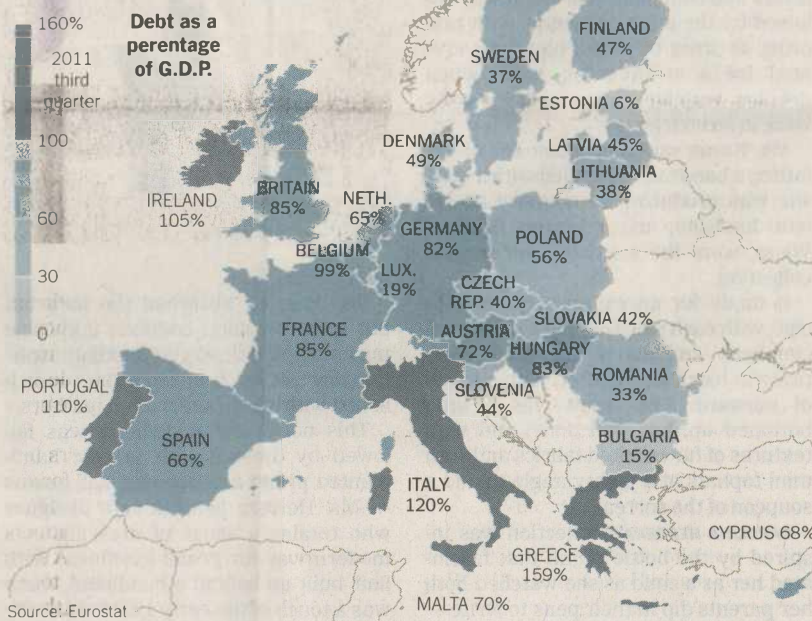 160%
2011
third
quarter
100
60
30
0
Debt as a
perentage
of G.D.P.
FINLAND
47%
SWEDEN
37%
ESTONIA 6%
DENMARK
49%
LATVIA 45%
LITHUANIA
38%
IRELAND
105%
BRITAIN
85%
NETH.
65%
GERMANY
82%
POLAND
56%
BELGIUM
99%
LUX.
19%
CZECH
REP. 40%
SLOVAKIA 42%
FRANCE
85%
AUSTRIA
72%
HUNGARY
83%
ROMANIA
33%
PORTUGAL
110%
SLOVENIA
44%
SPAIN
66%
BULGARIA
15%
ITALY
120%
GREECE
159%
CYPRUS 68%
MALTA 70%
Source: Eurostat